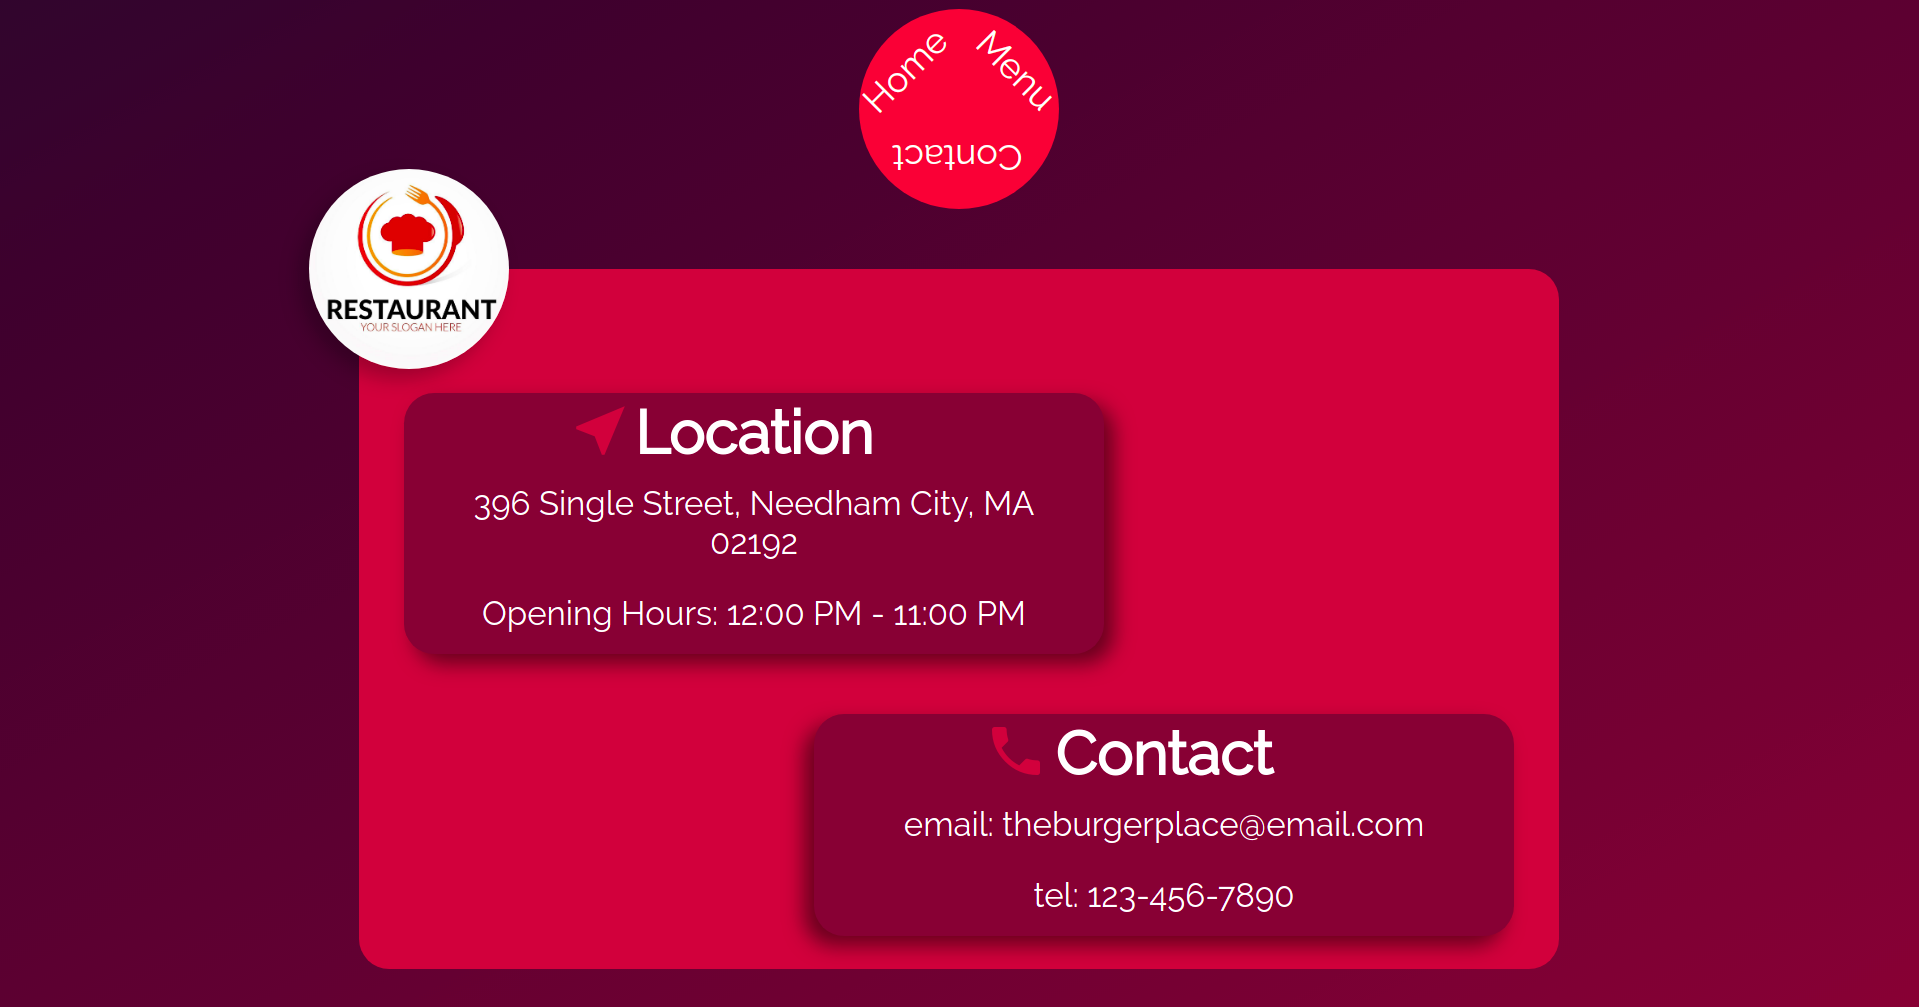 Home
Menu
Contact
RESTAURANT
YOUR SLOGAN HERE
Location
396 Single Street, Needham City, MA
02192
Opening Hours: 12:00 PM - 11:00 PM
Contact
email: theburgerplace@email.com
tel: 123-456-7890